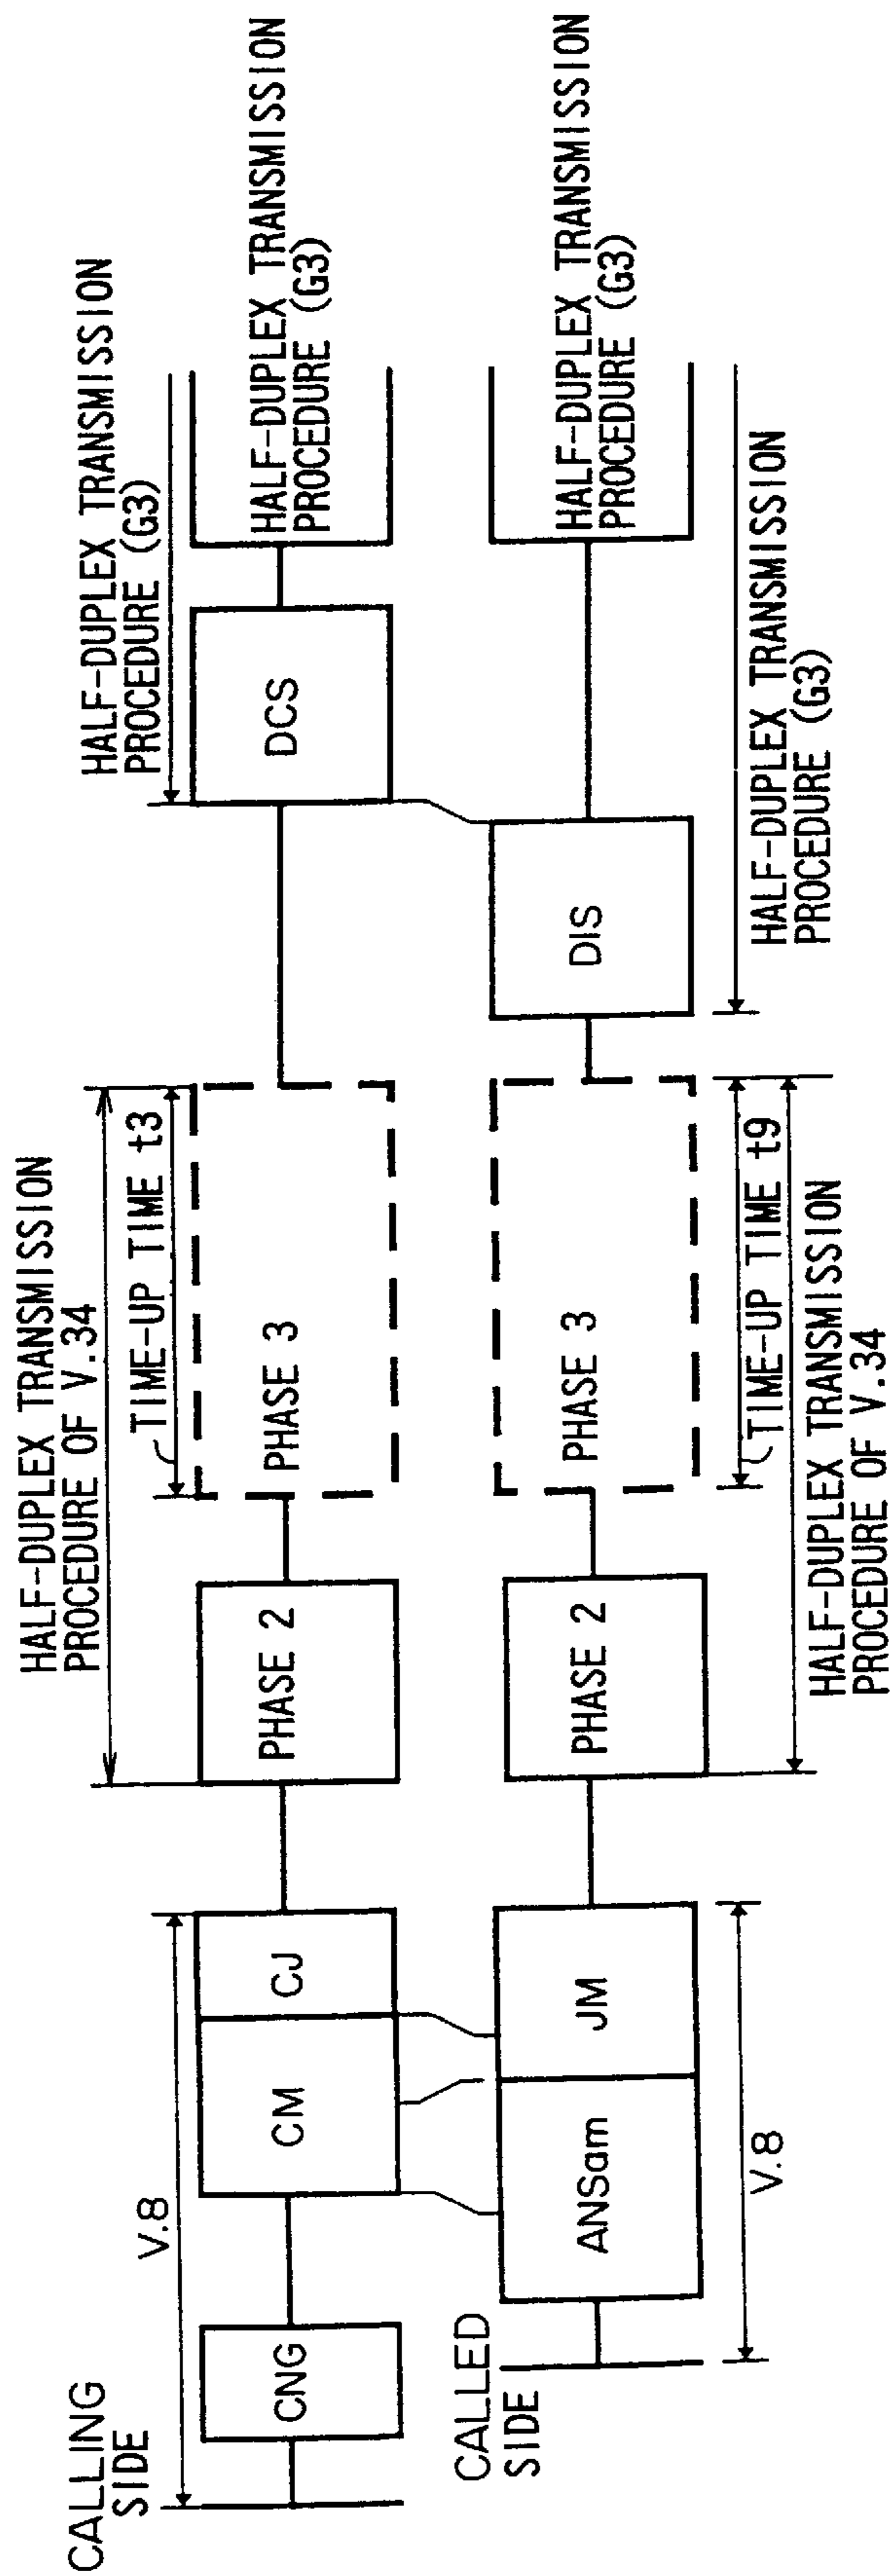 CALLING
SIDE
V.8
CNG
CM
CJ
HALF-DUPLEX TRANSMISSION
PROCEDURE OF V.34
TIME-UP TIME t3
PHASE 2
PHASE 3
HALF-DUPLEX TRANSMISSION
PROCEDURE (G3)
DCS
HALF-DUPLEX TRANSMISSION
PROCEDURE (G3)
CALLED
SIDE
ANSam
JM
V.8
PHASE 2
PHASE 3
TIME-UP TIME t9
HALF-DUPLEX TRANSMISSION
PROCEDURE OF V.34
DIS
HALF-DUPLEX TRANSMISSION
PROCEDURE (G3)
HALF-DUPLEX TRANSMISSION
PROCEDURE (G3)